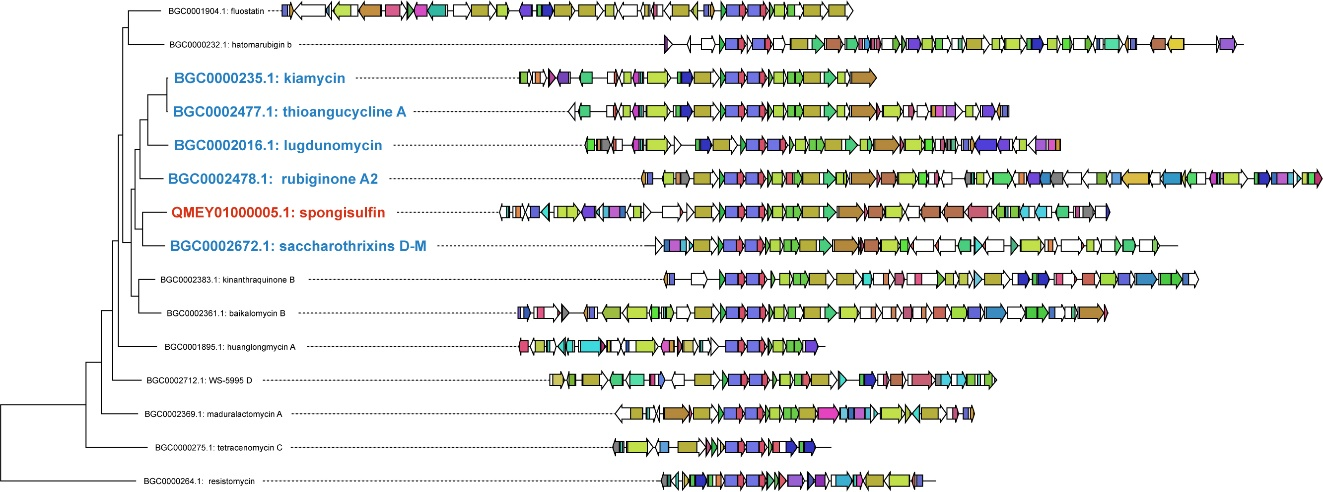 BGC0001904.1: fluostatin
BGC0000232.1: hatomarubigin b
BGC0000235.1: kiamycin
BGC0002477.1: thioangucycline A
BGC0002016.1: lugdunomycin
BGC0002478.1: rubiginone A2
QMEY01000005.1: spongisulfin
BGC0002672.1: saccharothrixins D-M
BGC0002383.1: kinanthraquinone B
BGC0002361.1: baikalomycin B
BGC0001895.1: huanglongmycin A
BGC0002712.1: WS-5995 D
BGC0002369.1: maduralactomycin A
BGC0000275.1: tetracenomycin C
BGC0000264.1: resistomycin